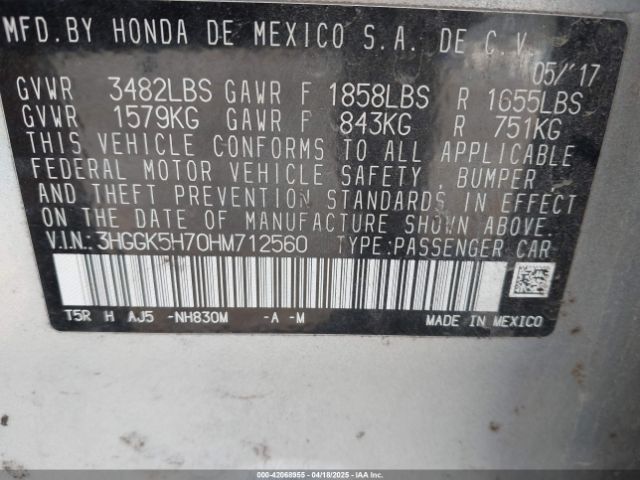 MFD.BY HONDA DE MEXICO S.A. DE C.V.
05/'17
GVWR 3482LBS GAWR F 1858LBS R 1655LBS
GVWR 1579KG GAWR F 843KG R 751KG
THIS VEHICLE CONFORMS TO ALL APPLICABLE
FEDERAL MOTOR VEHICLE SAFETY, BUMPER
AND THEFT PREVENTION STANDARDS IN EFFECT
ON THE DATE OF MANUFACTURE SHOWN ABOVE.
V.I.N.: 3HGGK5H70HM712560 TYPE:PASSENGER CAR
T5R H AJ5 -NH830M -A -M MADE IN MEXICO
000-42068955 - 04/18/2025 - IAAI PUBLIC